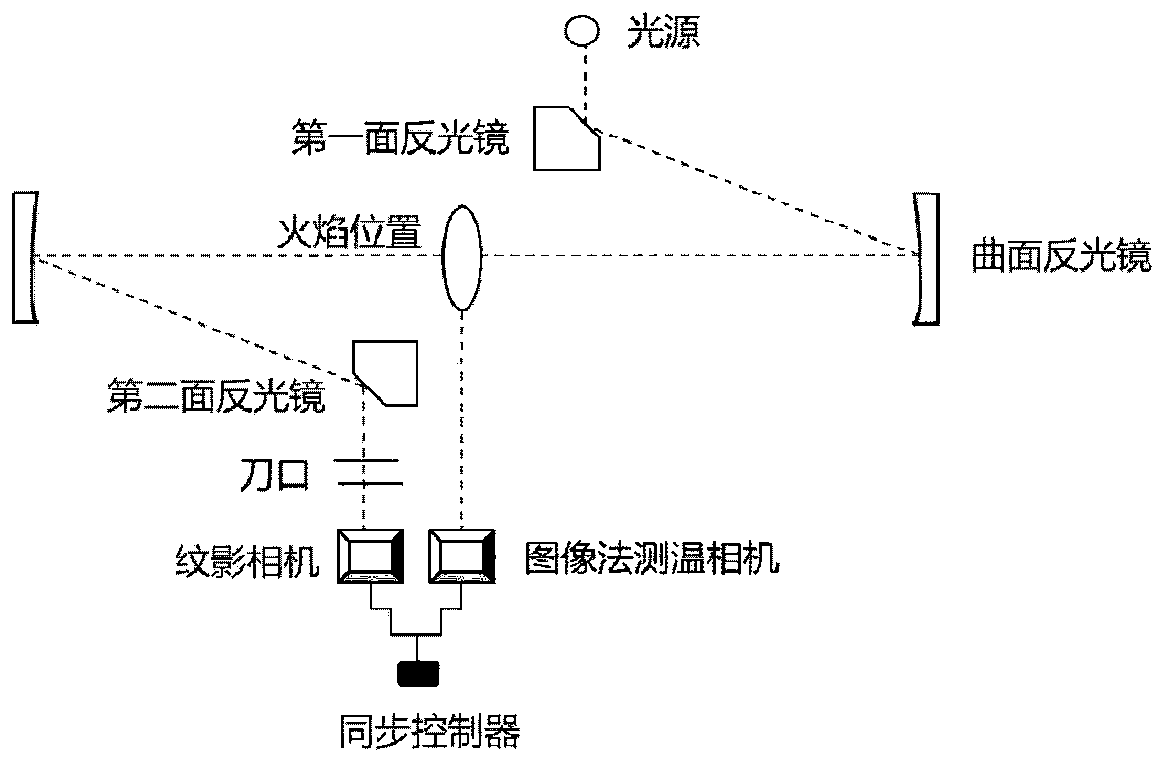 光源
第一面反光镜
火焰位置
曲面反光镜
第二面反光镜
刀口
纹影相机
图像法测温相机
同步控制器